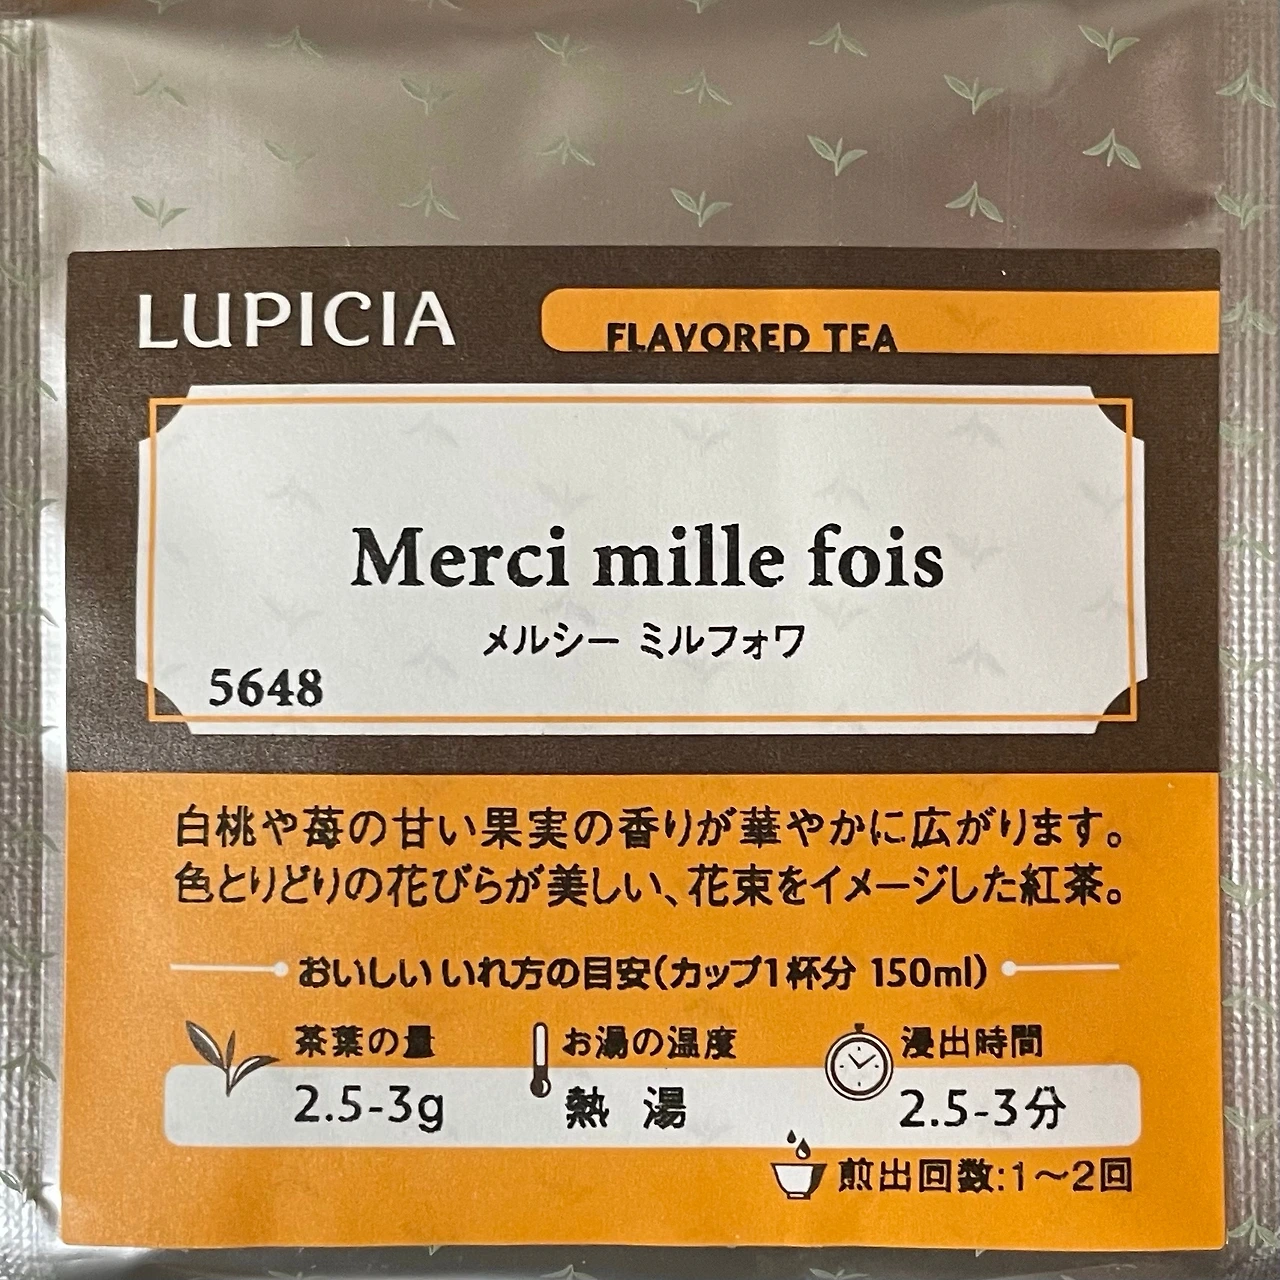 LUPICIA
FLAVORED TEA
Merci mille fois
メルシー ミルフォワ
5648
白桃や苺の甘い果実の香りが華やかに広がります。
色とりどりの花びらが美しい、花束をイメージした紅茶。
おいしい いれ方の目安(カップ1杯分 150ml)
茶葉の量 お湯の温度 浸出時間
2.5-3g 熱 湯 2.5-3分
煎出回数:1〜2回